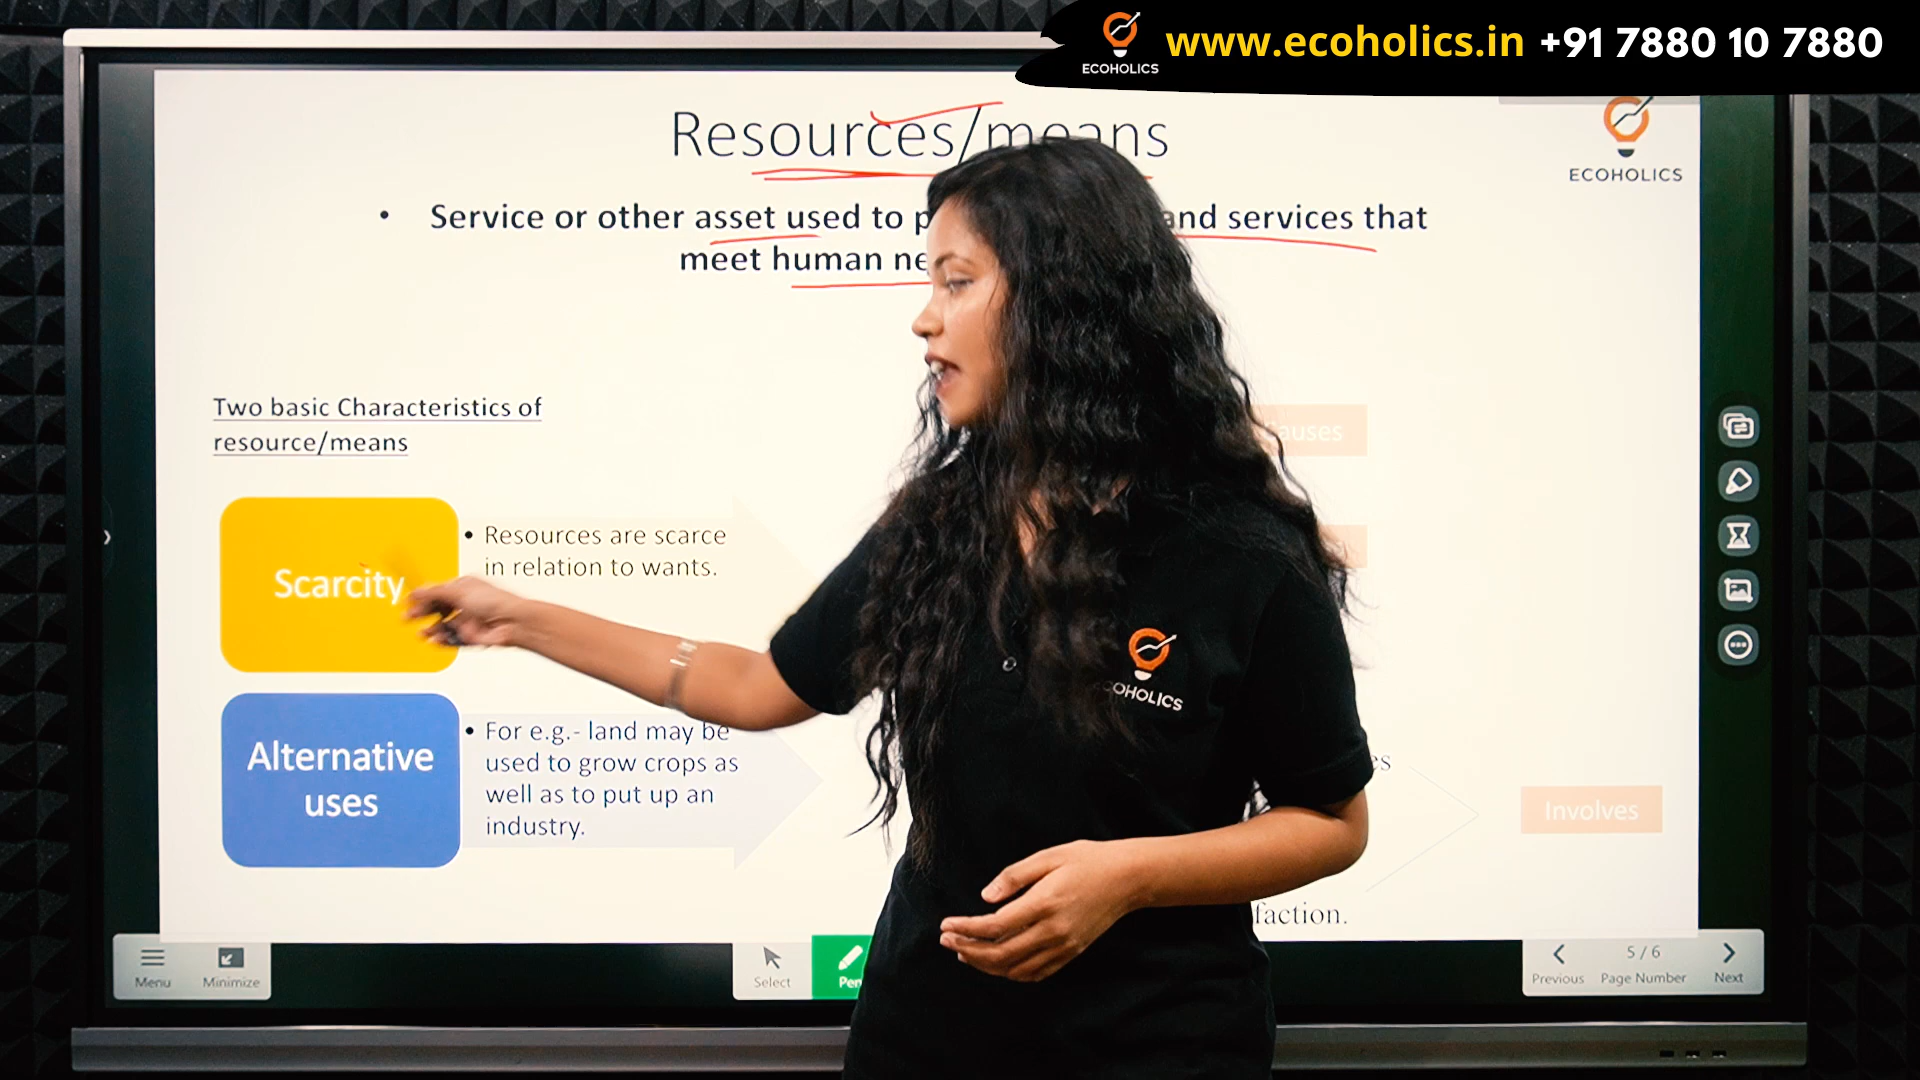 www.ecoholics.in +91 7880 10 7880
ECOHOLICS
Resources/means
ECOHOLICS
• Service or other asset used to and services that
meet human
Two basic Characteristics of
resource/means
Causes
Scarcity
• Resources are scarce
in relation to wants.
Alternative
uses
• For e.g.- land may be
used to grow crops as
well as to put up an
industry.
ECOHOLICS
Involves
Menu
Minimize
Select
Pen
Previous
5 / 6
Page Number
Next